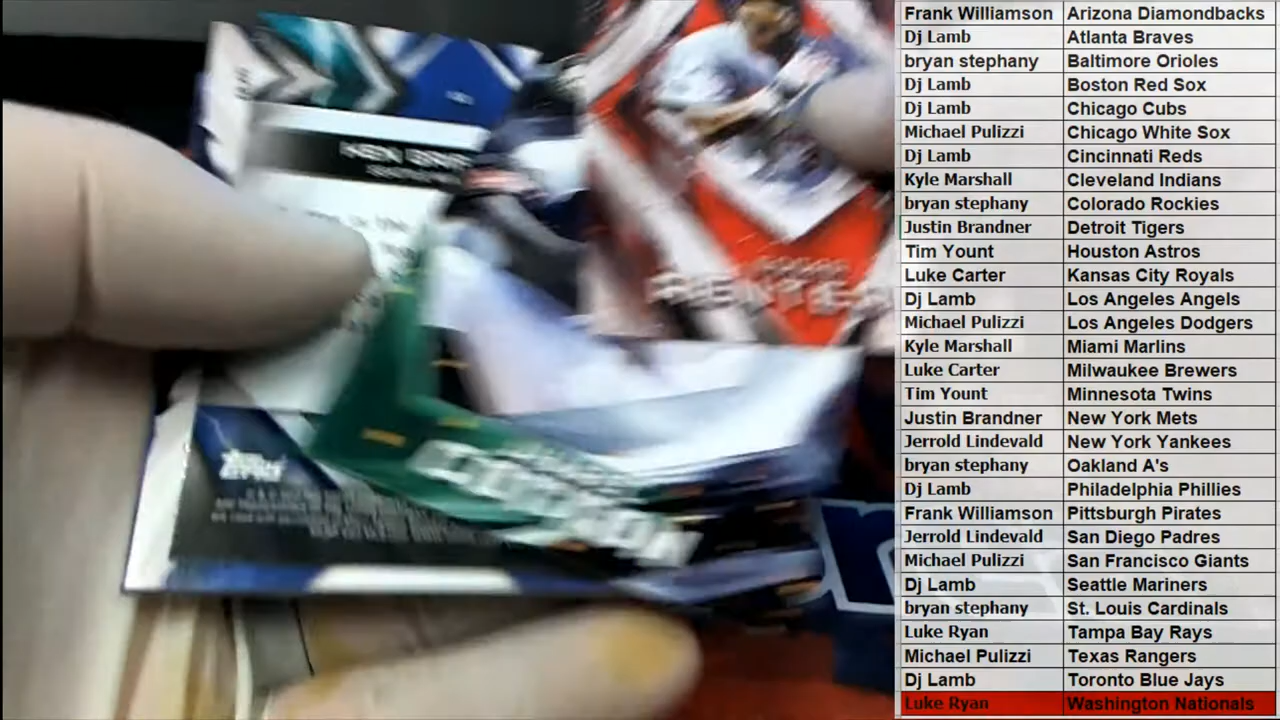 Frank Williamson Arizona Diamondbacks
Dj Lamb Atlanta Braves
bryan stephany Baltimore Orioles
Dj Lamb Boston Red Sox
Dj Lamb Chicago Cubs
Michael Pulizzi Chicago White Sox
Dj Lamb Cincinnati Reds
Kyle Marshall Cleveland Indians
bryan stephany Colorado Rockies
Justin Brandner Detroit Tigers
Tim Yount Houston Astros
Luke Carter Kansas City Royals
Dj Lamb Los Angeles Angels
Michael Pulizzi Los Angeles Dodgers
Kyle Marshall Miami Marlins
Luke Carter Milwaukee Brewers
Tim Yount Minnesota Twins
Justin Brandner New York Mets
Jerrold Lindevald New York Yankees
bryan stephany Oakland A's
Dj Lamb Philadelphia Phillies
Frank Williamson Pittsburgh Pirates
Jerrold Lindevald San Diego Padres
Michael Pulizzi San Francisco Giants
Dj Lamb Seattle Mariners
bryan stephany St. Louis Cardinals
Luke Ryan Tampa Bay Rays
Michael Pulizzi Texas Rangers
Dj Lamb Toronto Blue Jays
Luke Ryan Washington Nationals
Topps